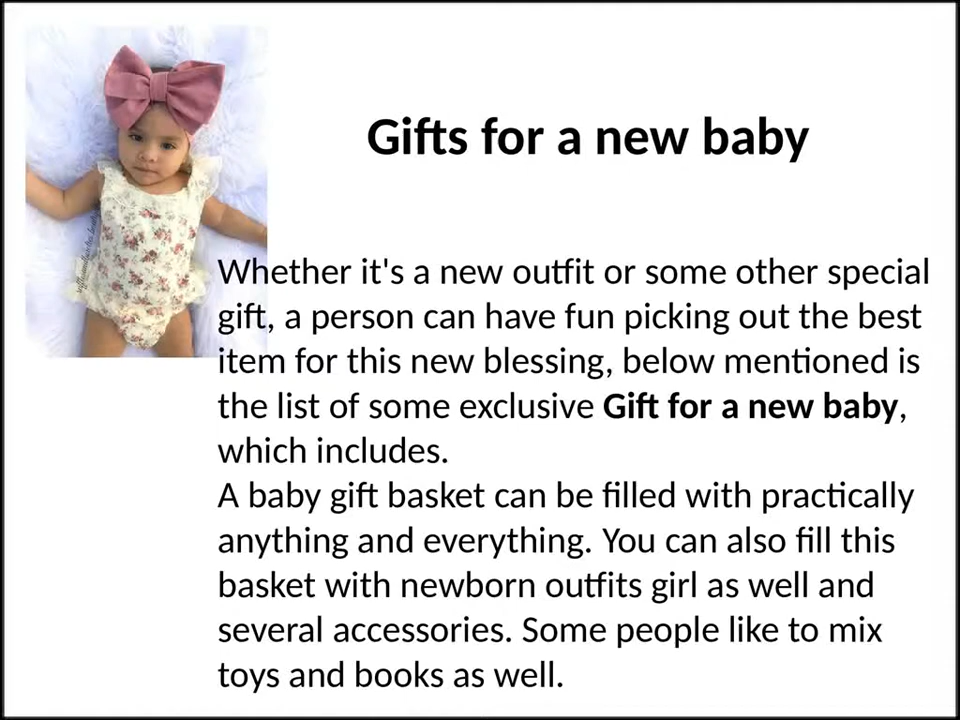 Gifts for a new baby
Whether it's a new outfit or some other special
gift, a person can have fun picking out the best
item for this new blessing, below mentioned is
the list of some exclusive Gift for a new baby,
which includes.
A baby gift basket can be filled with practically
anything and everything. You can also fill this
basket with newborn outfits girl as well and
several accessories. Some people like to mix
toys and books as well.